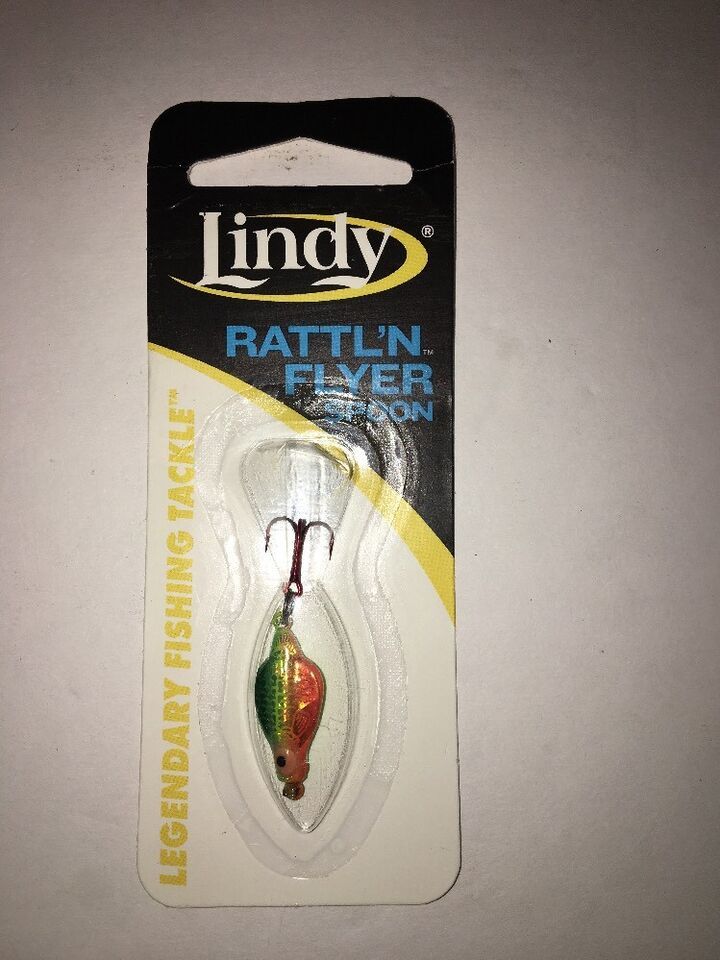 Lindy®
RATTL'N™
FLYER
SPOON
LEGENDARY FISHING TACKLE™